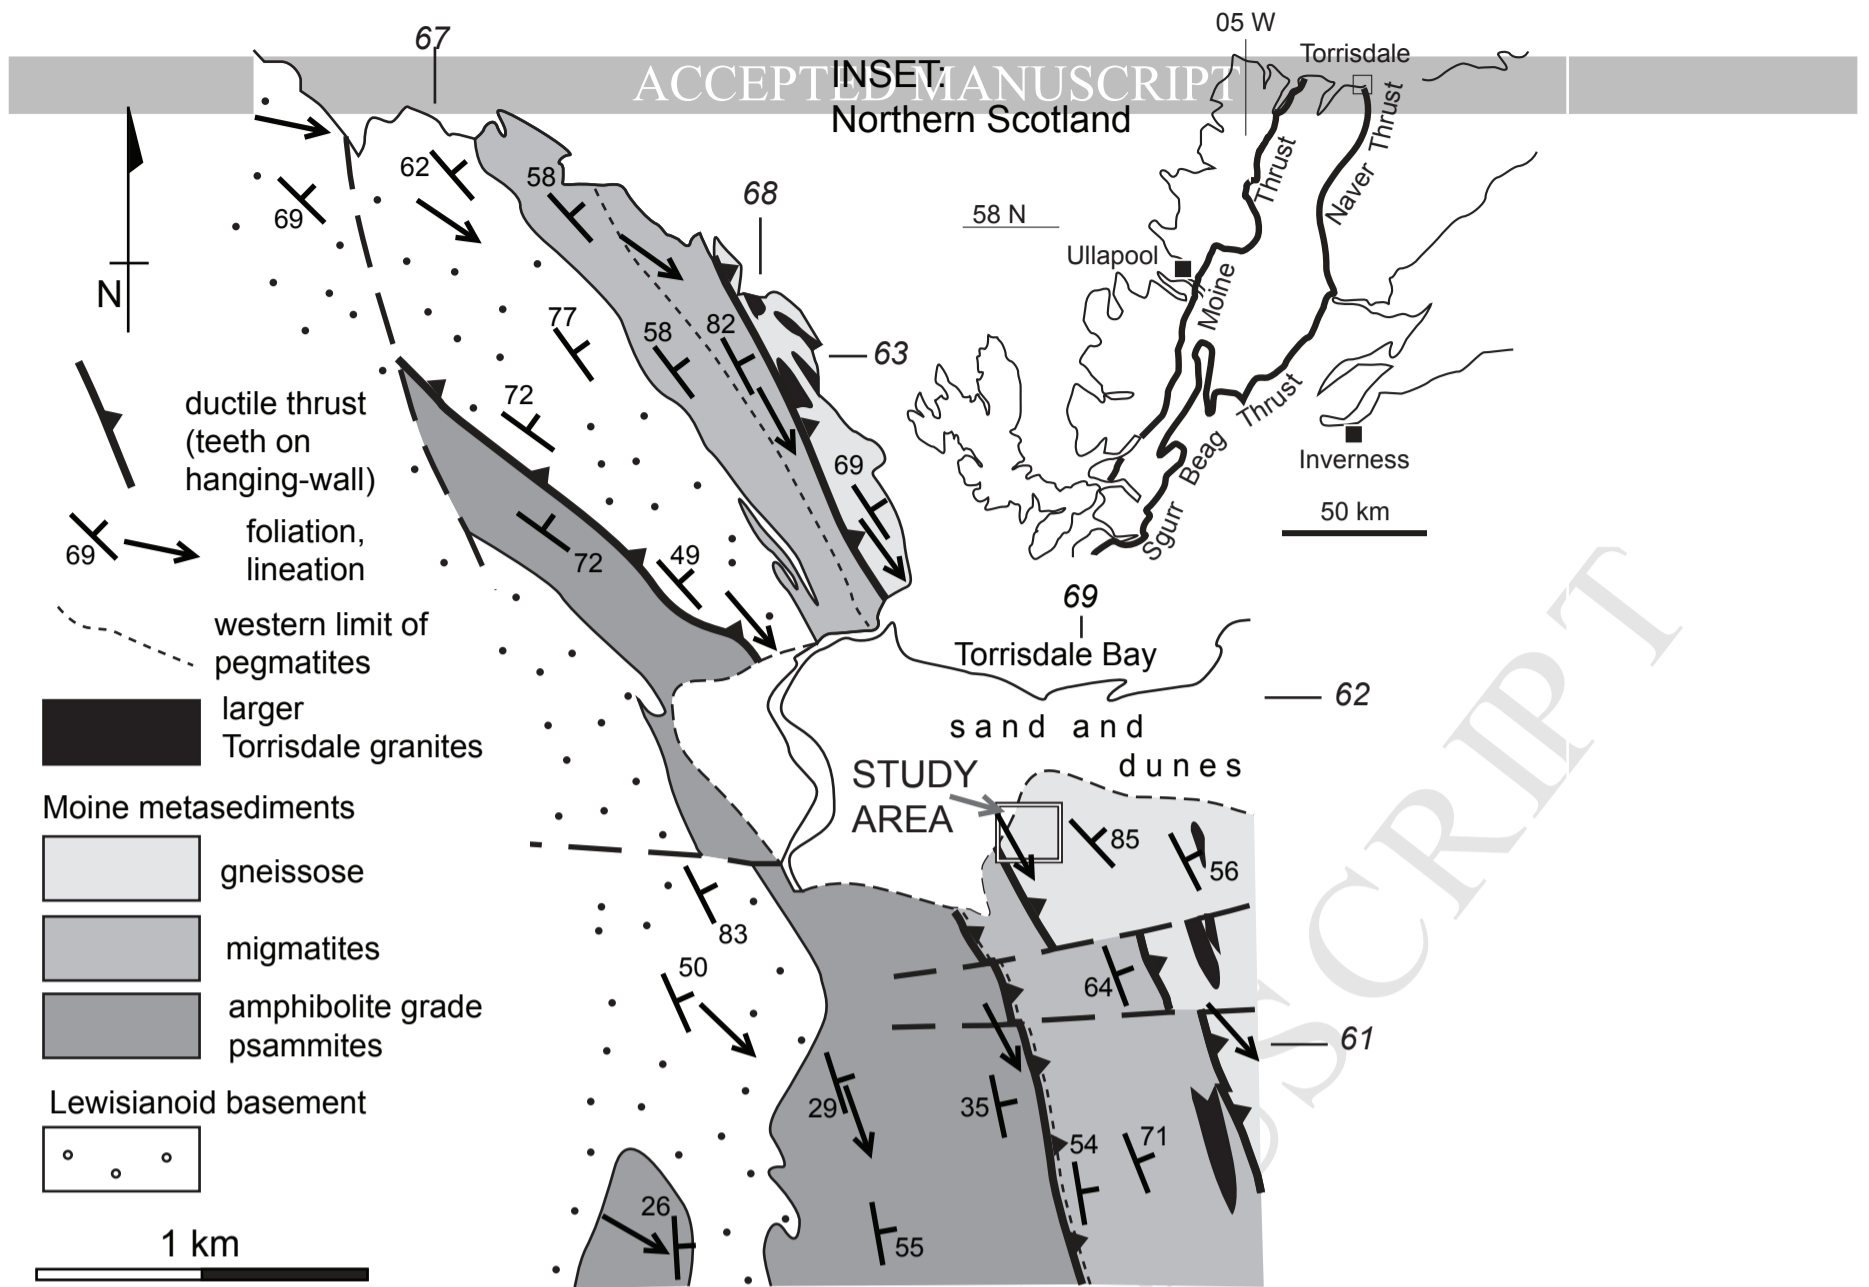 ACCEPTED MANUSCRIPT
INSET:
Northern Scotland
05 W
Torrisdale
58 N
Ullapool
Moine
Thrust
Naver Thrust
Sgurr Beag Thrust
Inverness
50 km
67
68
63
69
62
61
N
62
58
69
77
58
82
72
69
72
49
ductile thrust
(teeth on
hanging-wall)
69
foliation,
lineation
western limit of
pegmatites
larger
Torrisdale granites
Moine metasediments
gneissose
migmatites
amphibolite grade
psammites
Lewisianoid basement
1 km
Torrisdale Bay
sand and
dunes
STUDY
AREA
85
56
83
50
64
29
35
54
71
26
55
SCRIPT